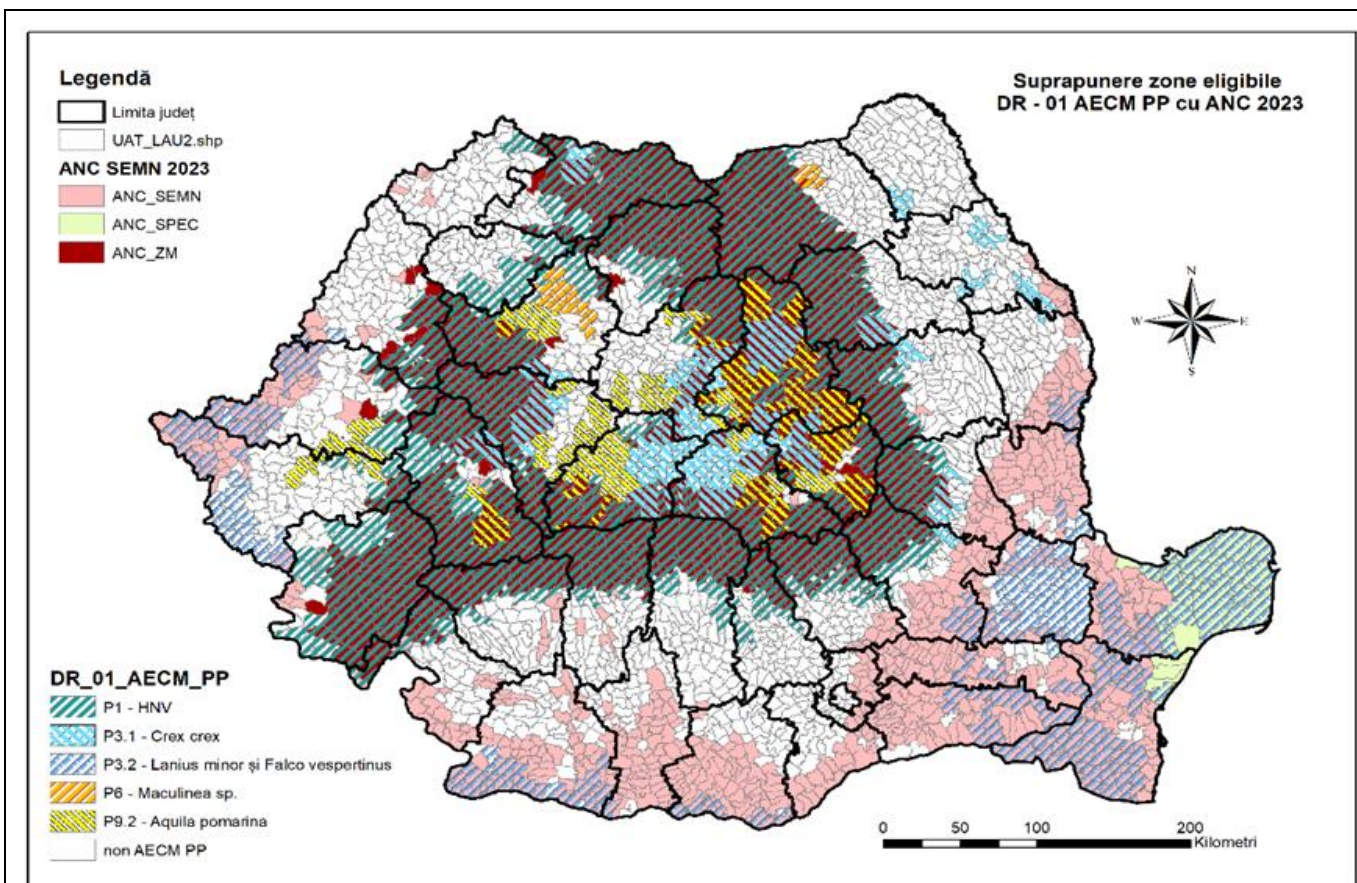 Legendă
Limita județ
UAT_LAU2.shp
ANC SEMN 2023
ANC_SEMN
ANC_SPEC
ANC_ZM
Suprapunere zone eligibile
DR - 01 AECM PP cu ANC 2023
N
W
E
S
DR_01_AECM_PP
P1 - HNV
P3.1 - Crex crex
P3.2 - Lanius minor și Falco vespertinus
P6 - Maculinea sp.
P9.2 - Aquila pomarina
non AECM PP
0 50 100 200
Kilometri